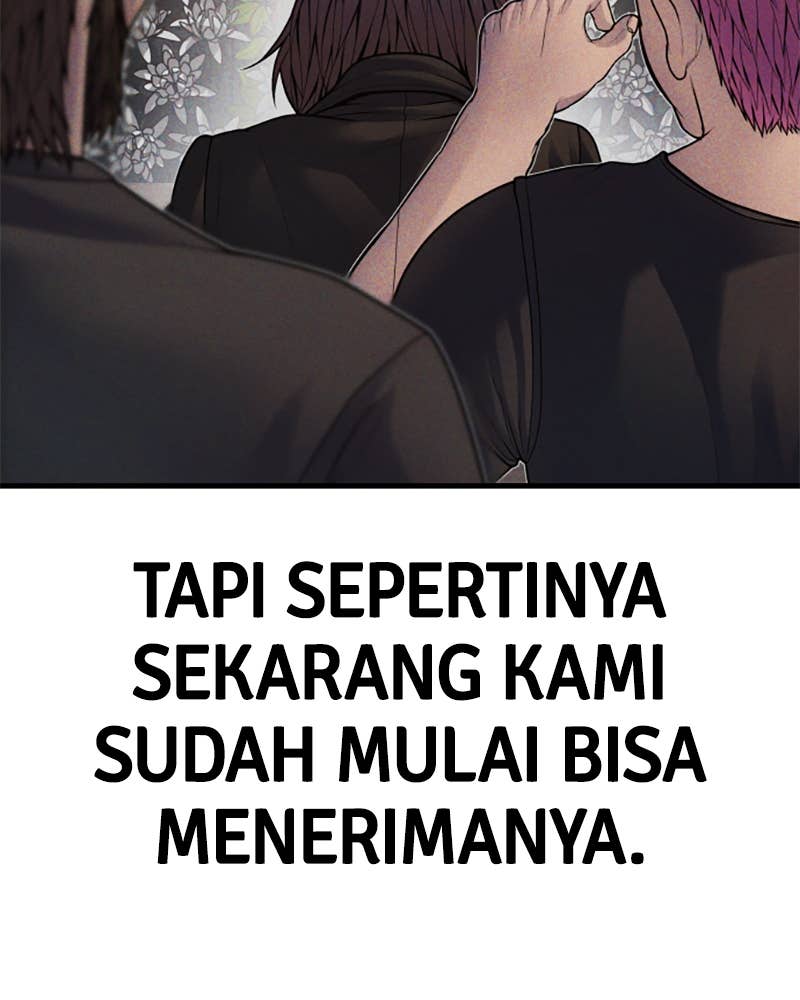 TAPI SEPERTINYA
SEKARANG KAMI
SUDAH MULAI BISA
MENERIMANYA.